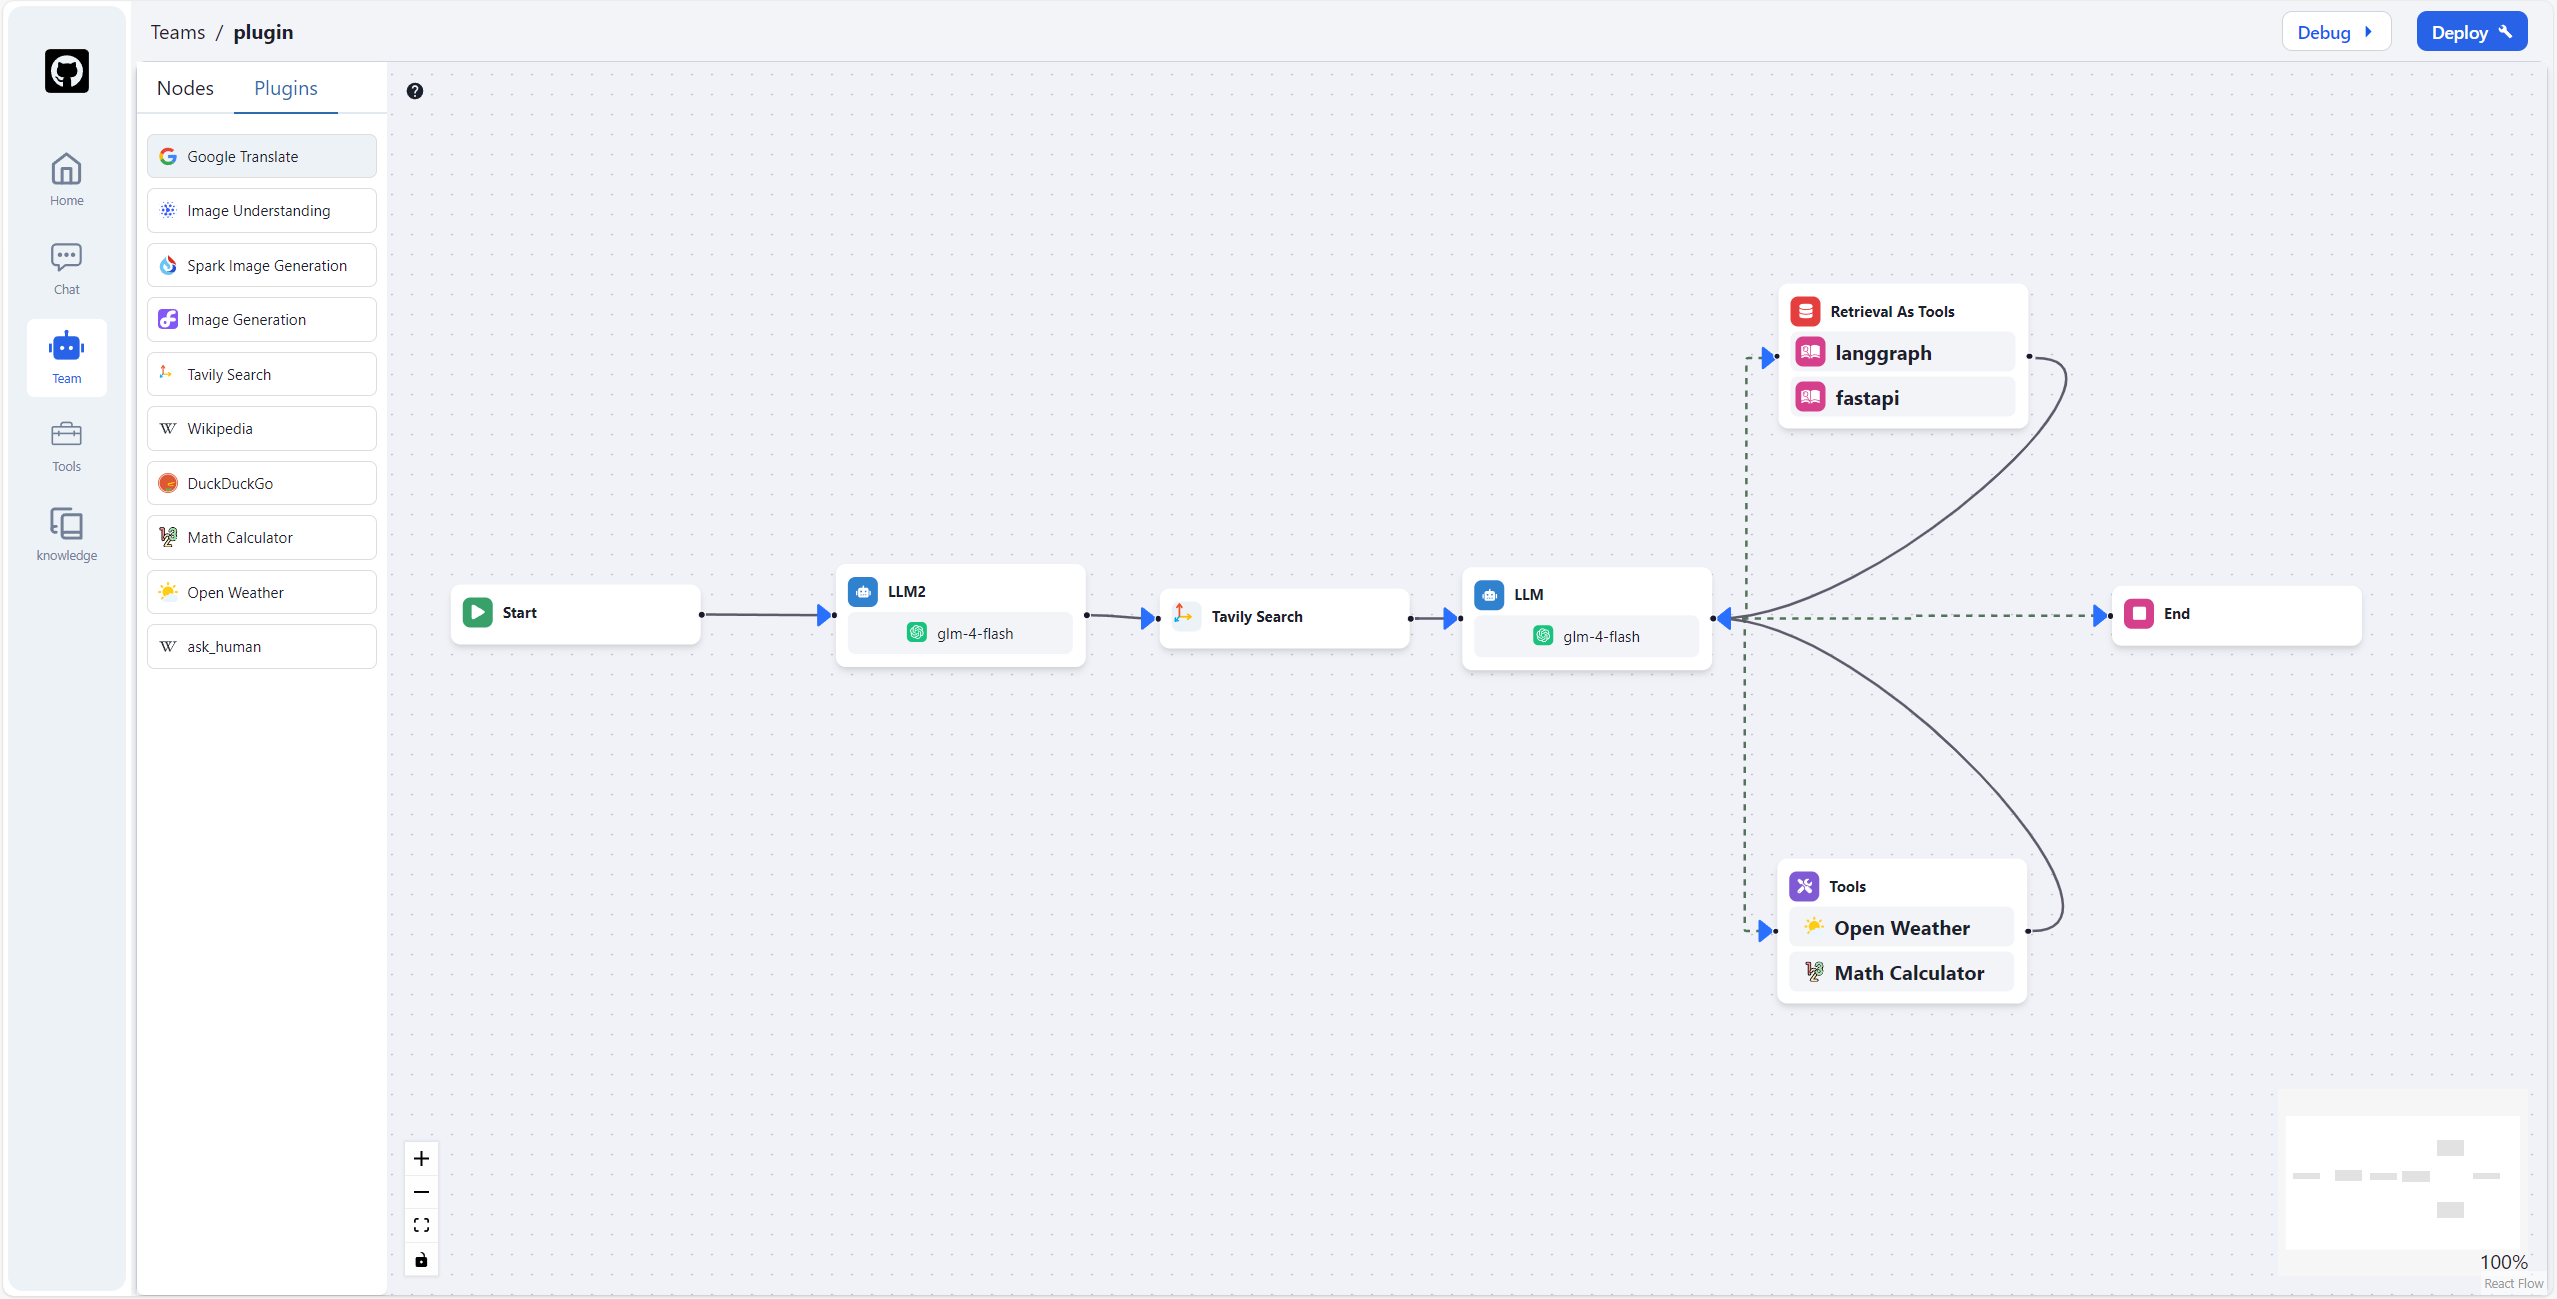 Teams / plugin
Debug
Deploy
Home
Chat
Team
Tools
knowledge
Nodes
Plugins
Google Translate
Image Understanding
Spark Image Generation
Image Generation
Tavily Search
Wikipedia
DuckDuckGo
Math Calculator
Open Weather
ask_human
Start
LLM2
glm-4-flash
Tavily Search
LLM
glm-4-flash
Retrieval As Tools
langgraph
fastapi
End
Tools
Open Weather
Math Calculator
100%
React Flow